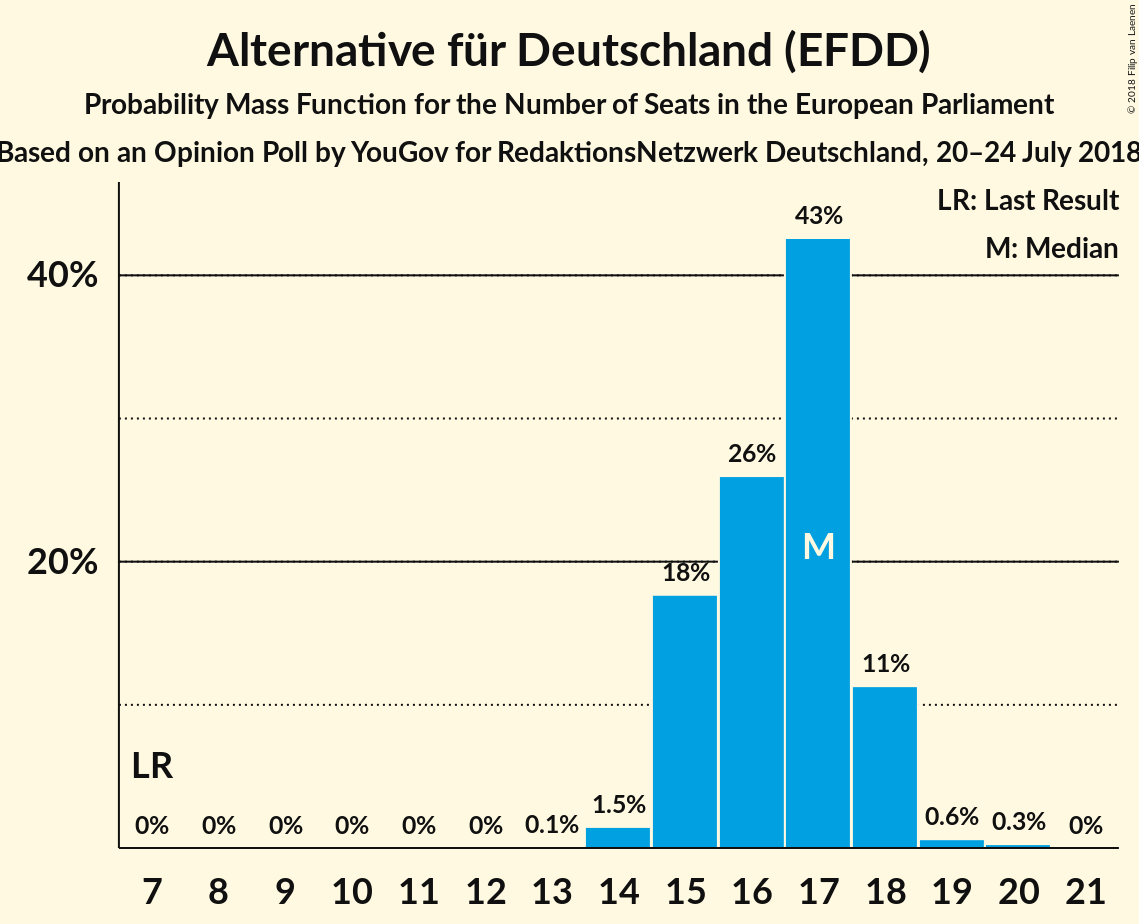 Alternative für Deutschland (EFDD)
Probability Mass Function for the Number of Seats in the European Parliament
Based on an Opinion Poll by YouGov for RedaktionsNetzwerk Deutschland, 20–24 July 2018
© 2018 Filip van Laenen
LR: Last Result
M: Median
43%
40%
26%
M
20%
18%
11%
LR
0% 0% 0% 0% 0% 0% 0.1% 1.5% 0.6% 0.3% 0%
7 8 9 10 11 12 13 14 15 16 17 18 19 20 21